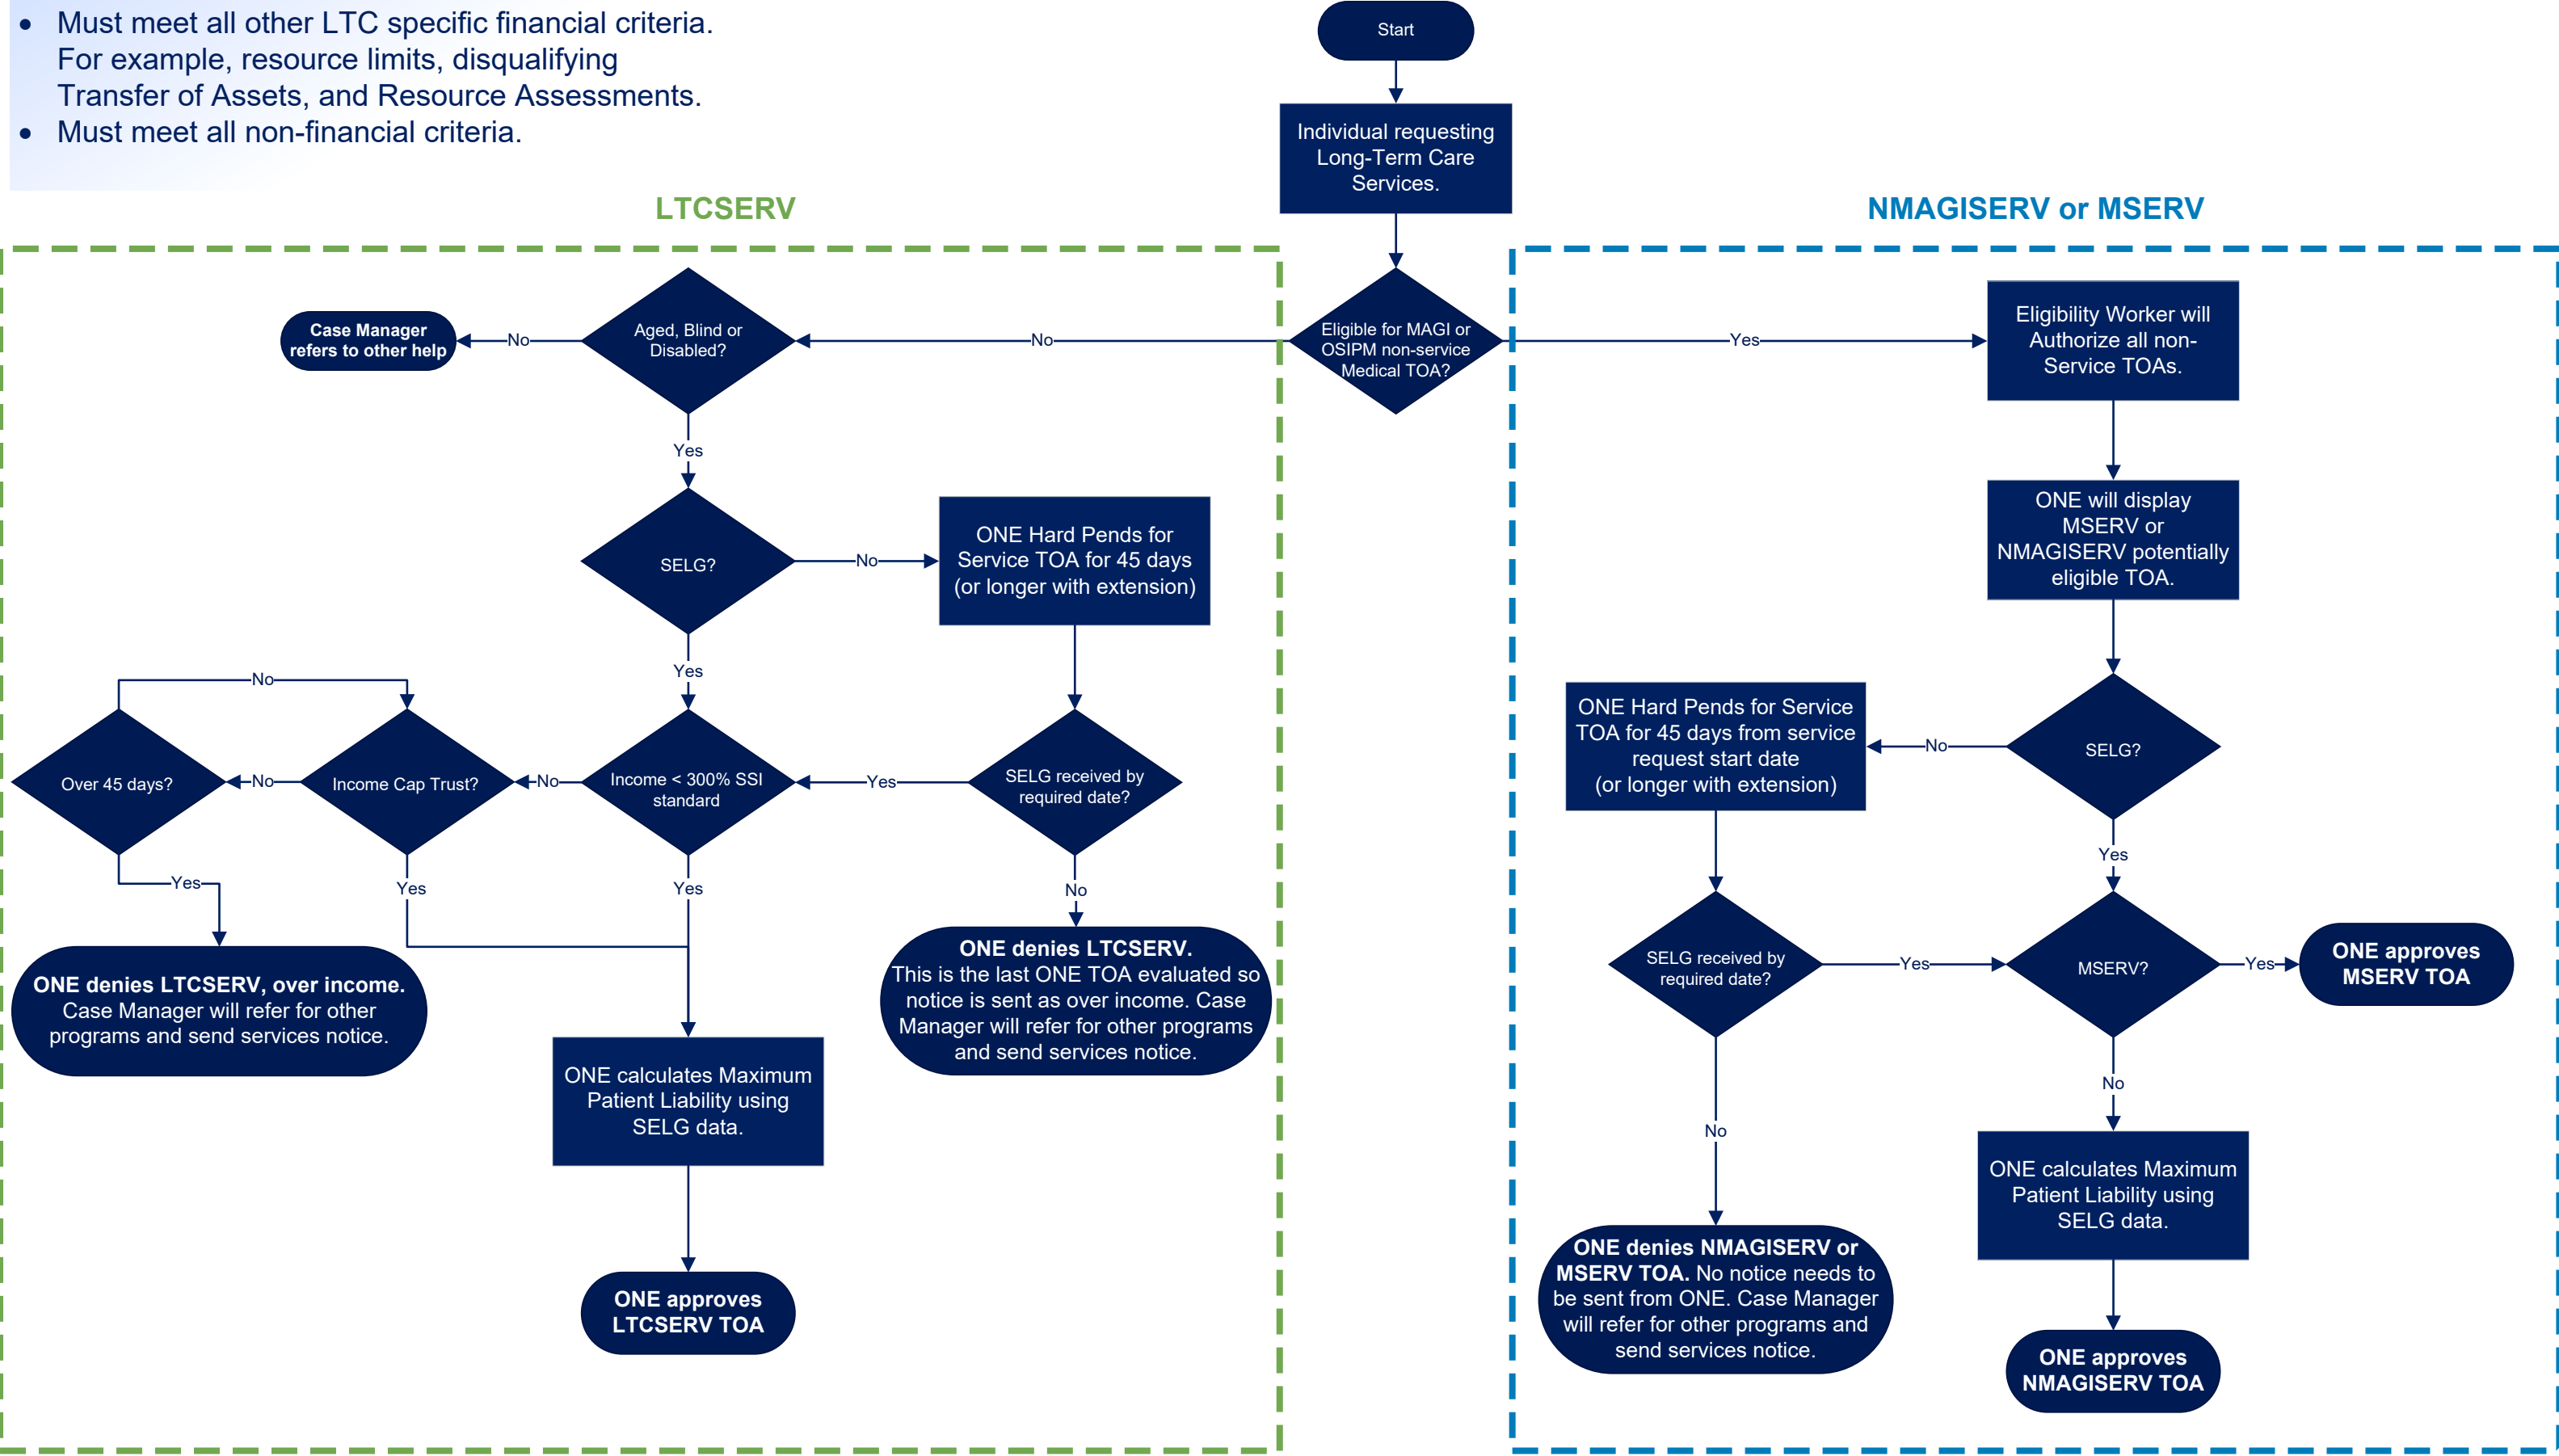 • Must meet all other LTC specific financial criteria.
For example, resource limits, disqualifying
Transfer of Assets, and Resource Assessments.
• Must meet all non-financial criteria.
Start
Individual requesting
Long-Term Care
Services.
LTCSERV
NMAGISERV or MSERV
Case Manager
refers to other help
No
Aged, Blind or
Disabled?
No
Eligible for MAGI or
OSIPM non-service
Medical TOA?
Yes
Eligibility Worker will
Authorize all non-
Service TOAs.
Yes
SELG?
No
ONE Hard Pends for
Service TOA for 45 days
(or longer with extension)
ONE will display
MSERV or
NMAGISERV potentially
eligible TOA.
Yes
No
Over 45 days?
No
Income Cap Trust?
No
Income < 300% SSI
standard
Yes
SELG received by
required date?
ONE Hard Pends for Service
TOA for 45 days from service
request start date
(or longer with extension)
No
SELG?
Yes
Yes
Yes
Yes
No
ONE denies LTCSERV, over income.
Case Manager will refer for other
programs and send services notice.
ONE denies LTCSERV.
This is the last ONE TOA evaluated so
notice is sent as over income. Case
Manager will refer for other programs
and send services notice.
SELG received by
required date?
Yes
MSERV?
Yes
ONE approves
MSERV TOA
ONE calculates Maximum
Patient Liability using
SELG data.
No
No
ONE calculates Maximum
Patient Liability using
SELG data.
ONE approves
LTCSERV TOA
ONE denies NMAGISERV or
MSERV TOA. No notice needs to
be sent from ONE. Case Manager
will refer for other programs and
send services notice.
ONE approves
NMAGISERV TOA